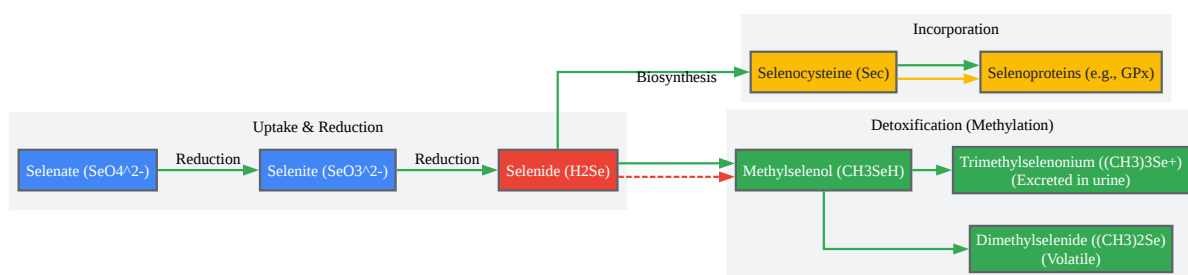 Incorporation
Selenocysteine (Sec)
Selenoproteins (e.g., GPx)
Biosynthesis
Uptake & Reduction
Selenate (SeO4^2-)
Reduction
Selenite (SeO3^2-)
Reduction
Selenide (H2Se)
Detoxification (Methylation)
Methylselenol (CH3SeH)
Trimethylselenonium ((CH3)3Se+)
(Excreted in urine)
Dimethylselenide ((CH3)2Se)
(Volatile)